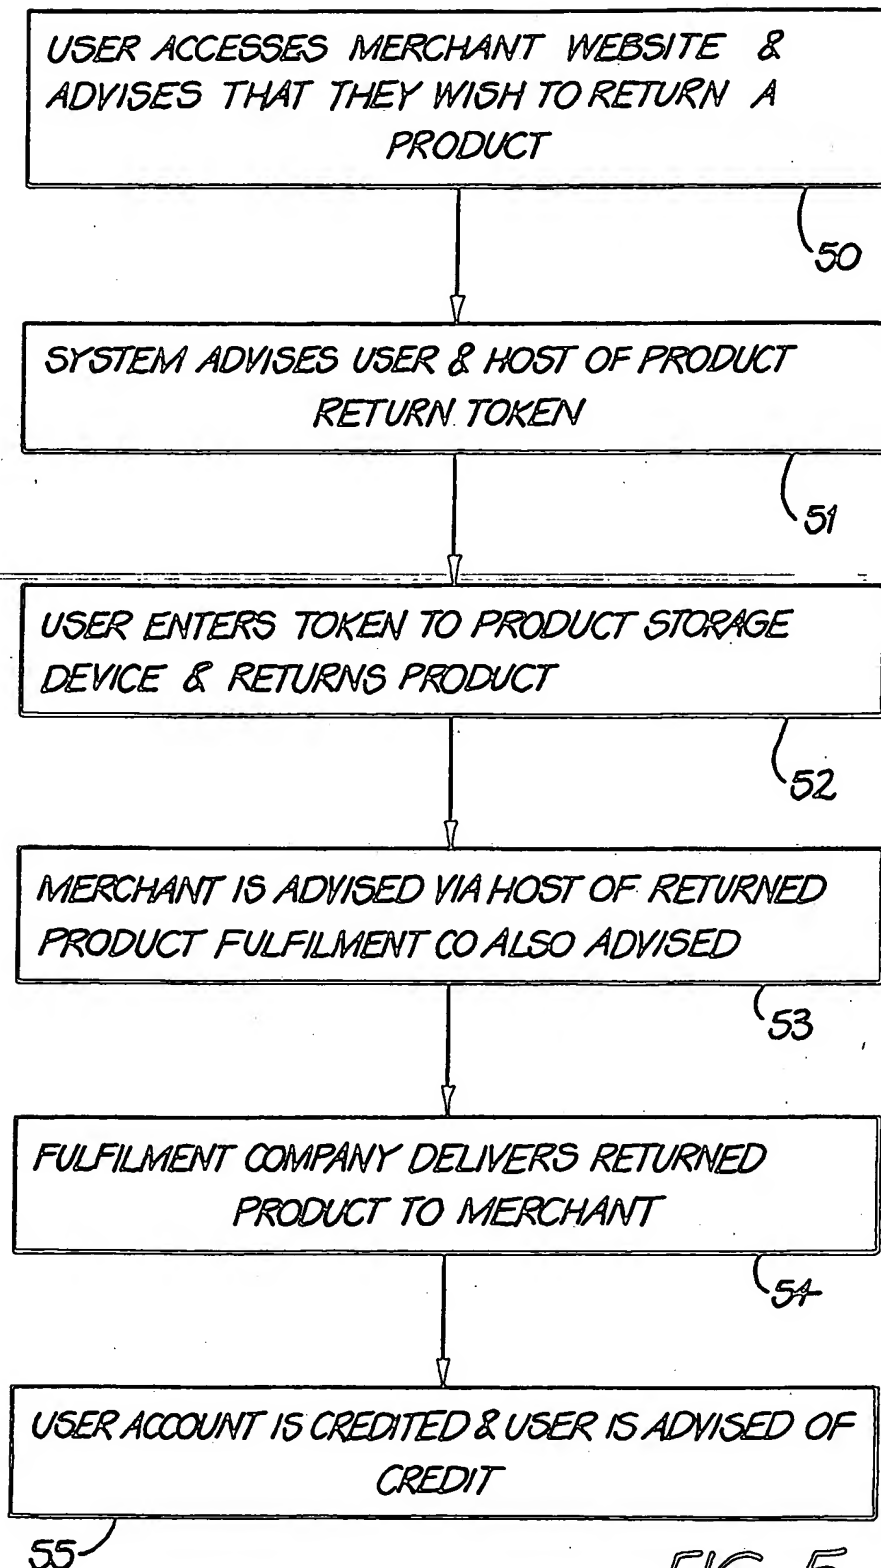 USER ACCESSES MERCHANT WEBSITE &
ADVISES THAT THEY WISH TO RETURN A
PRODUCT
50
SYSTEM ADVISES USER & HOST OF PRODUCT
RETURN TOKEN
51
USER ENTERS TOKEN TO PRODUCT STORAGE
DEVICE & RETURNS PRODUCT
52
MERCHANT IS ADVISED VIA HOST OF RETURNED
PRODUCT FULFILMENT CO ALSO ADVISED
53
FULFILMENT COMPANY DELIVERS RETURNED
PRODUCT TO MERCHANT
54
USER ACCOUNT IS CREDITED & USER IS ADVISED OF
CREDIT
55
FIG. 5